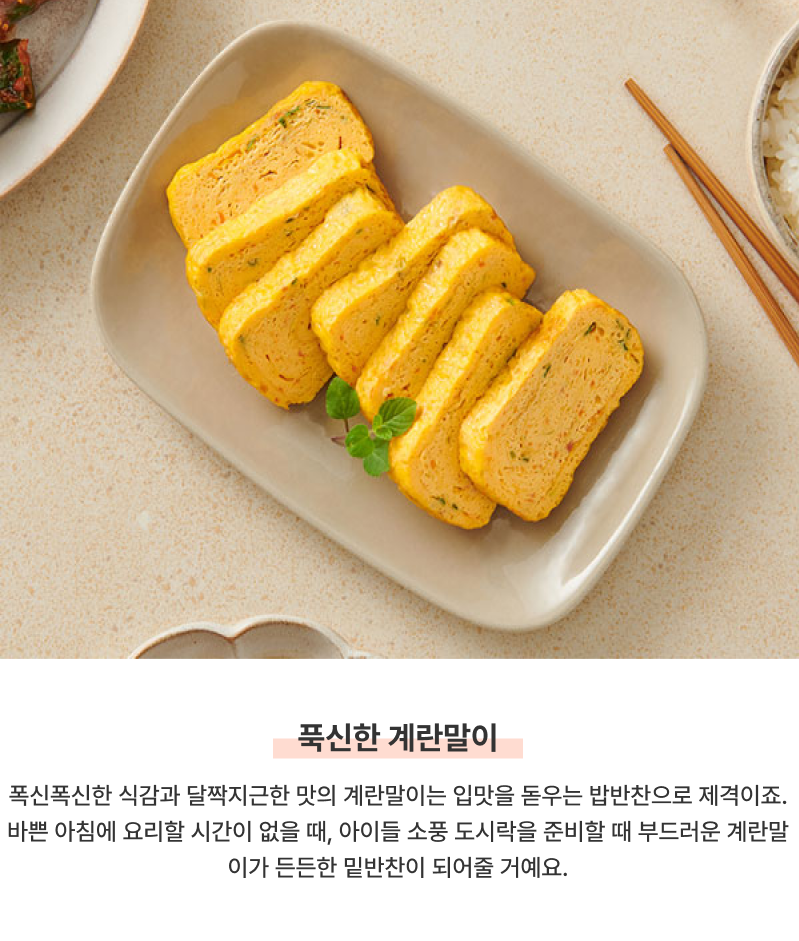 푹신한 계란말이
폭신폭신한 식감과 달짝지근한 맛의 계란말이는 입맛을 돋우는 밥반찬으로 제격이죠.
바쁜 아침에 요리할 시간이 없을 때, 아이들 소풍 도시락을 준비할 때 부드러운 계란말
이가 든든한 밑반찬이 되어줄 거예요.